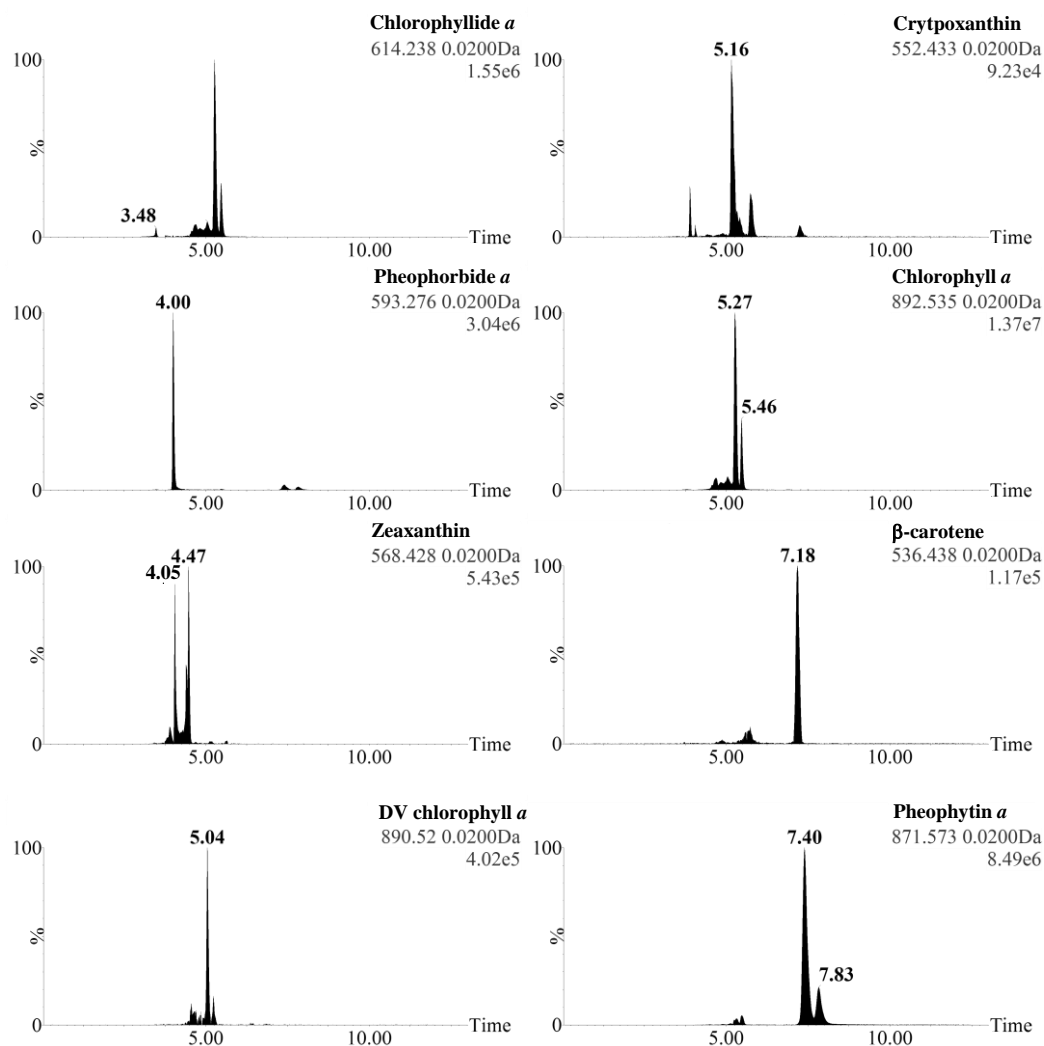 Chlorophyllide a
614.238 0.0200Da
1.55e6
100
%
3.48
0
5.00
10.00
Time
Crytpoxanthin
552.433 0.0200Da
9.23e4
5.16
100
%
0
5.00
10.00
Time
Pheophorbide a
593.276 0.0200Da
3.04e6
4.00
100
%
0
5.00
10.00
Time
Chlorophyll a
892.535 0.0200Da
1.37e7
5.27
100
5.46
%
0
5.00
10.00
Time
Zeaxanthin
568.428 0.0200Da
5.43e5
4.47
4.05
100
%
0
5.00
10.00
Time
β-carotene
536.438 0.0200Da
1.17e5
7.18
100
%
0
5.00
10.00
Time
DV chlorophyll a
890.52 0.0200Da
4.02e5
5.04
100
%
0
5.00
10.00
Time
Pheophytin a
871.573 0.0200Da
8.49e6
7.40
100
%
7.83
0
5.00
10.00
Time